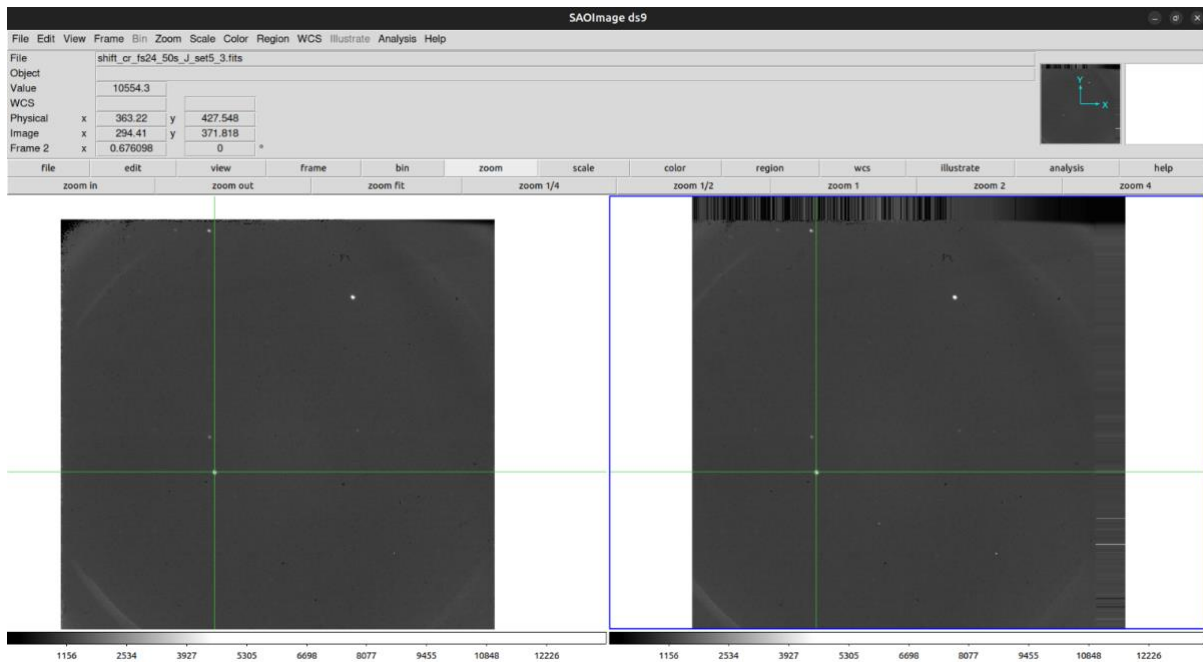 SAOImage ds9
File Edit View Frame Bin Zoom Scale Color Region WCS Illustrate Analysis Help
File shift_cr_fs24_50s_J_set5_3.fits
Object
Value 10554.3
WCS
Physical x 363.22 y 427.548
Image x 294.41 y 371.818
Frame 2 x 0.676098 0 °
Y
X
file edit view frame bin zoom scale color region wcs illustrate analysis help
zoom in zoom out zoom fit zoom 1/4 zoom 1/2 zoom 1 zoom 2 zoom 4
1156 2534 3927 5305 6698 8077 9455 10848 12226
1156 2534 3927 5305 6698 8077 9455 10848 12226